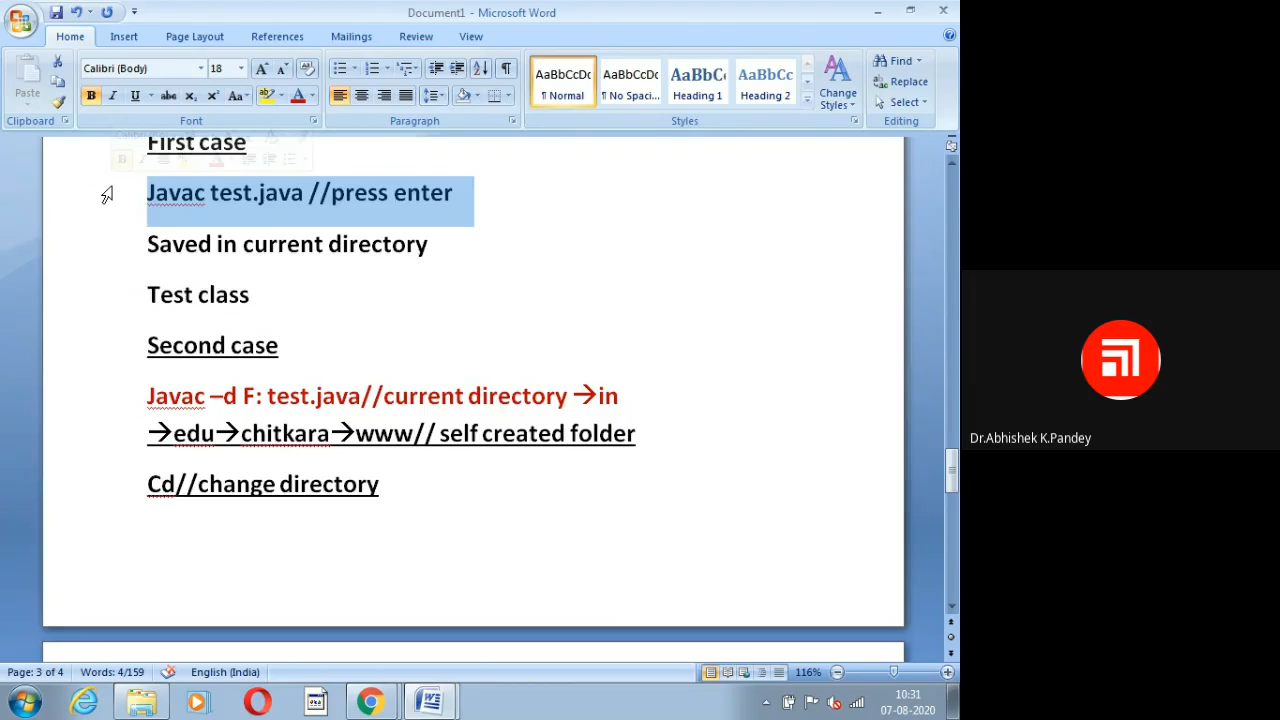 Document1 - Microsoft Word
Home Insert Page Layout References Mailings Review View
Paste
Calibri (Body) 18
AaBbCcDc AaBbCcDc AaBbC AaBbCc
¶ Normal ¶ No Spaci... Heading 1 Heading 2
Change Styles
Find
Replace
Select
Clipboard Font Paragraph Styles Editing
First case
Javac test.java //press enter
Saved in current directory
Test class
Second case
Javac –d F: test.java//current directory →in
→edu→chitkara→www// self created folder
Cd//change directory
Dr.Abhishek K.Pandey
Page: 3 of 4 Words: 4/159 English (India) 116%
10:31
07-08-2020